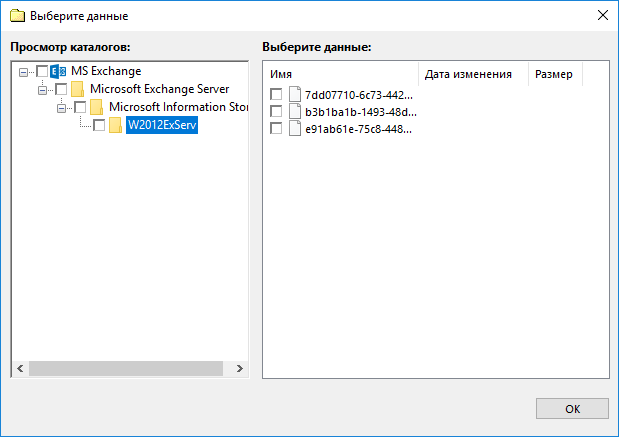 Выберите данные
Просмотр каталогов:
Выберите данные:
MS Exchange
Microsoft Exchange Server
Microsoft Information Stor
W2012ExServ
Имя Дата изменения Размер
7dd07710-6c73-442...
b3b1ba1b-1493-48d...
e91ab61e-75c8-448...
OK